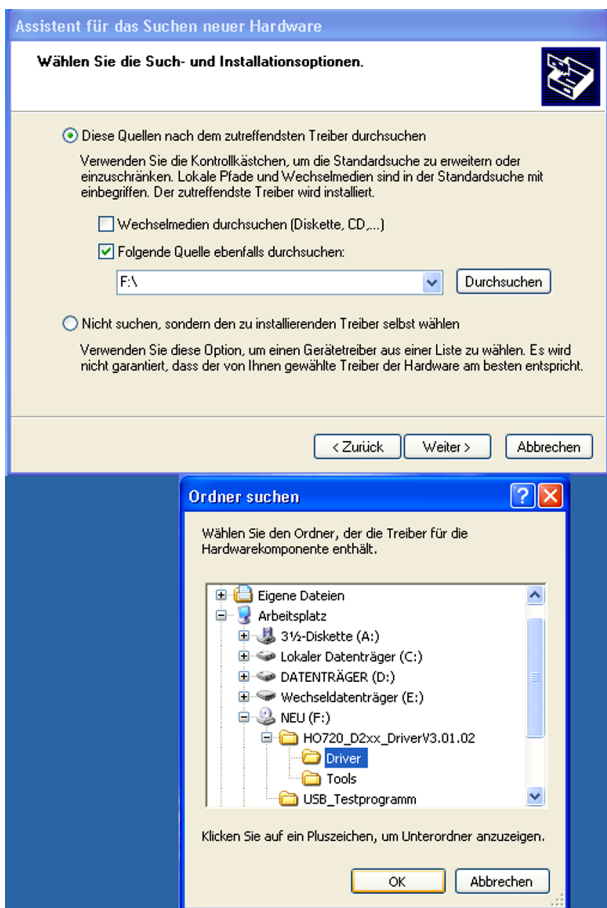 Assistent für das Suchen neuer Hardware
Wählen Sie die Such- und Installationsoptionen.
Diese Quellen nach dem zutreffendsten Treiber durchsuchen
Verwenden Sie die Kontrollkästchen, um die Standardsuche zu erweitern oder
einzuschränken. Lokale Pfade und Wechselmedien sind in der Standardsuche mit
einbegriffen. Der zutreffendste Treiber wird installiert.
Wechselmedien durchsuchen (Diskette, CD,...)
Folgende Quelle ebenfalls durchsuchen:
F:\
Durchsuchen
Nicht suchen, sondern den zu installierenden Treiber selbst wählen
Verwenden Sie diese Option, um einen Gerätetreiber aus einer Liste zu wählen. Es wird
nicht garantiert, dass der von Ihnen gewählte Treiber der Hardware am besten entspricht.
< Zurück Weiter > Abbrechen
Ordner suchen
Wählen Sie den Ordner, der die Treiber für die
Hardwarekomponente enthält.
Eigene Dateien
Arbeitsplatz
3½-Diskette (A:)
Lokaler Datenträger (C:)
DATENTRÄGER (D:)
Wechseldatenträger (E:)
NEU (F:)
HO720_D2xx_DriverV3.01.02
Driver
Tools
USB_Testprogramm
Klicken Sie auf ein Pluszeichen, um Unterordner anzuzeigen.
OK Abbrechen